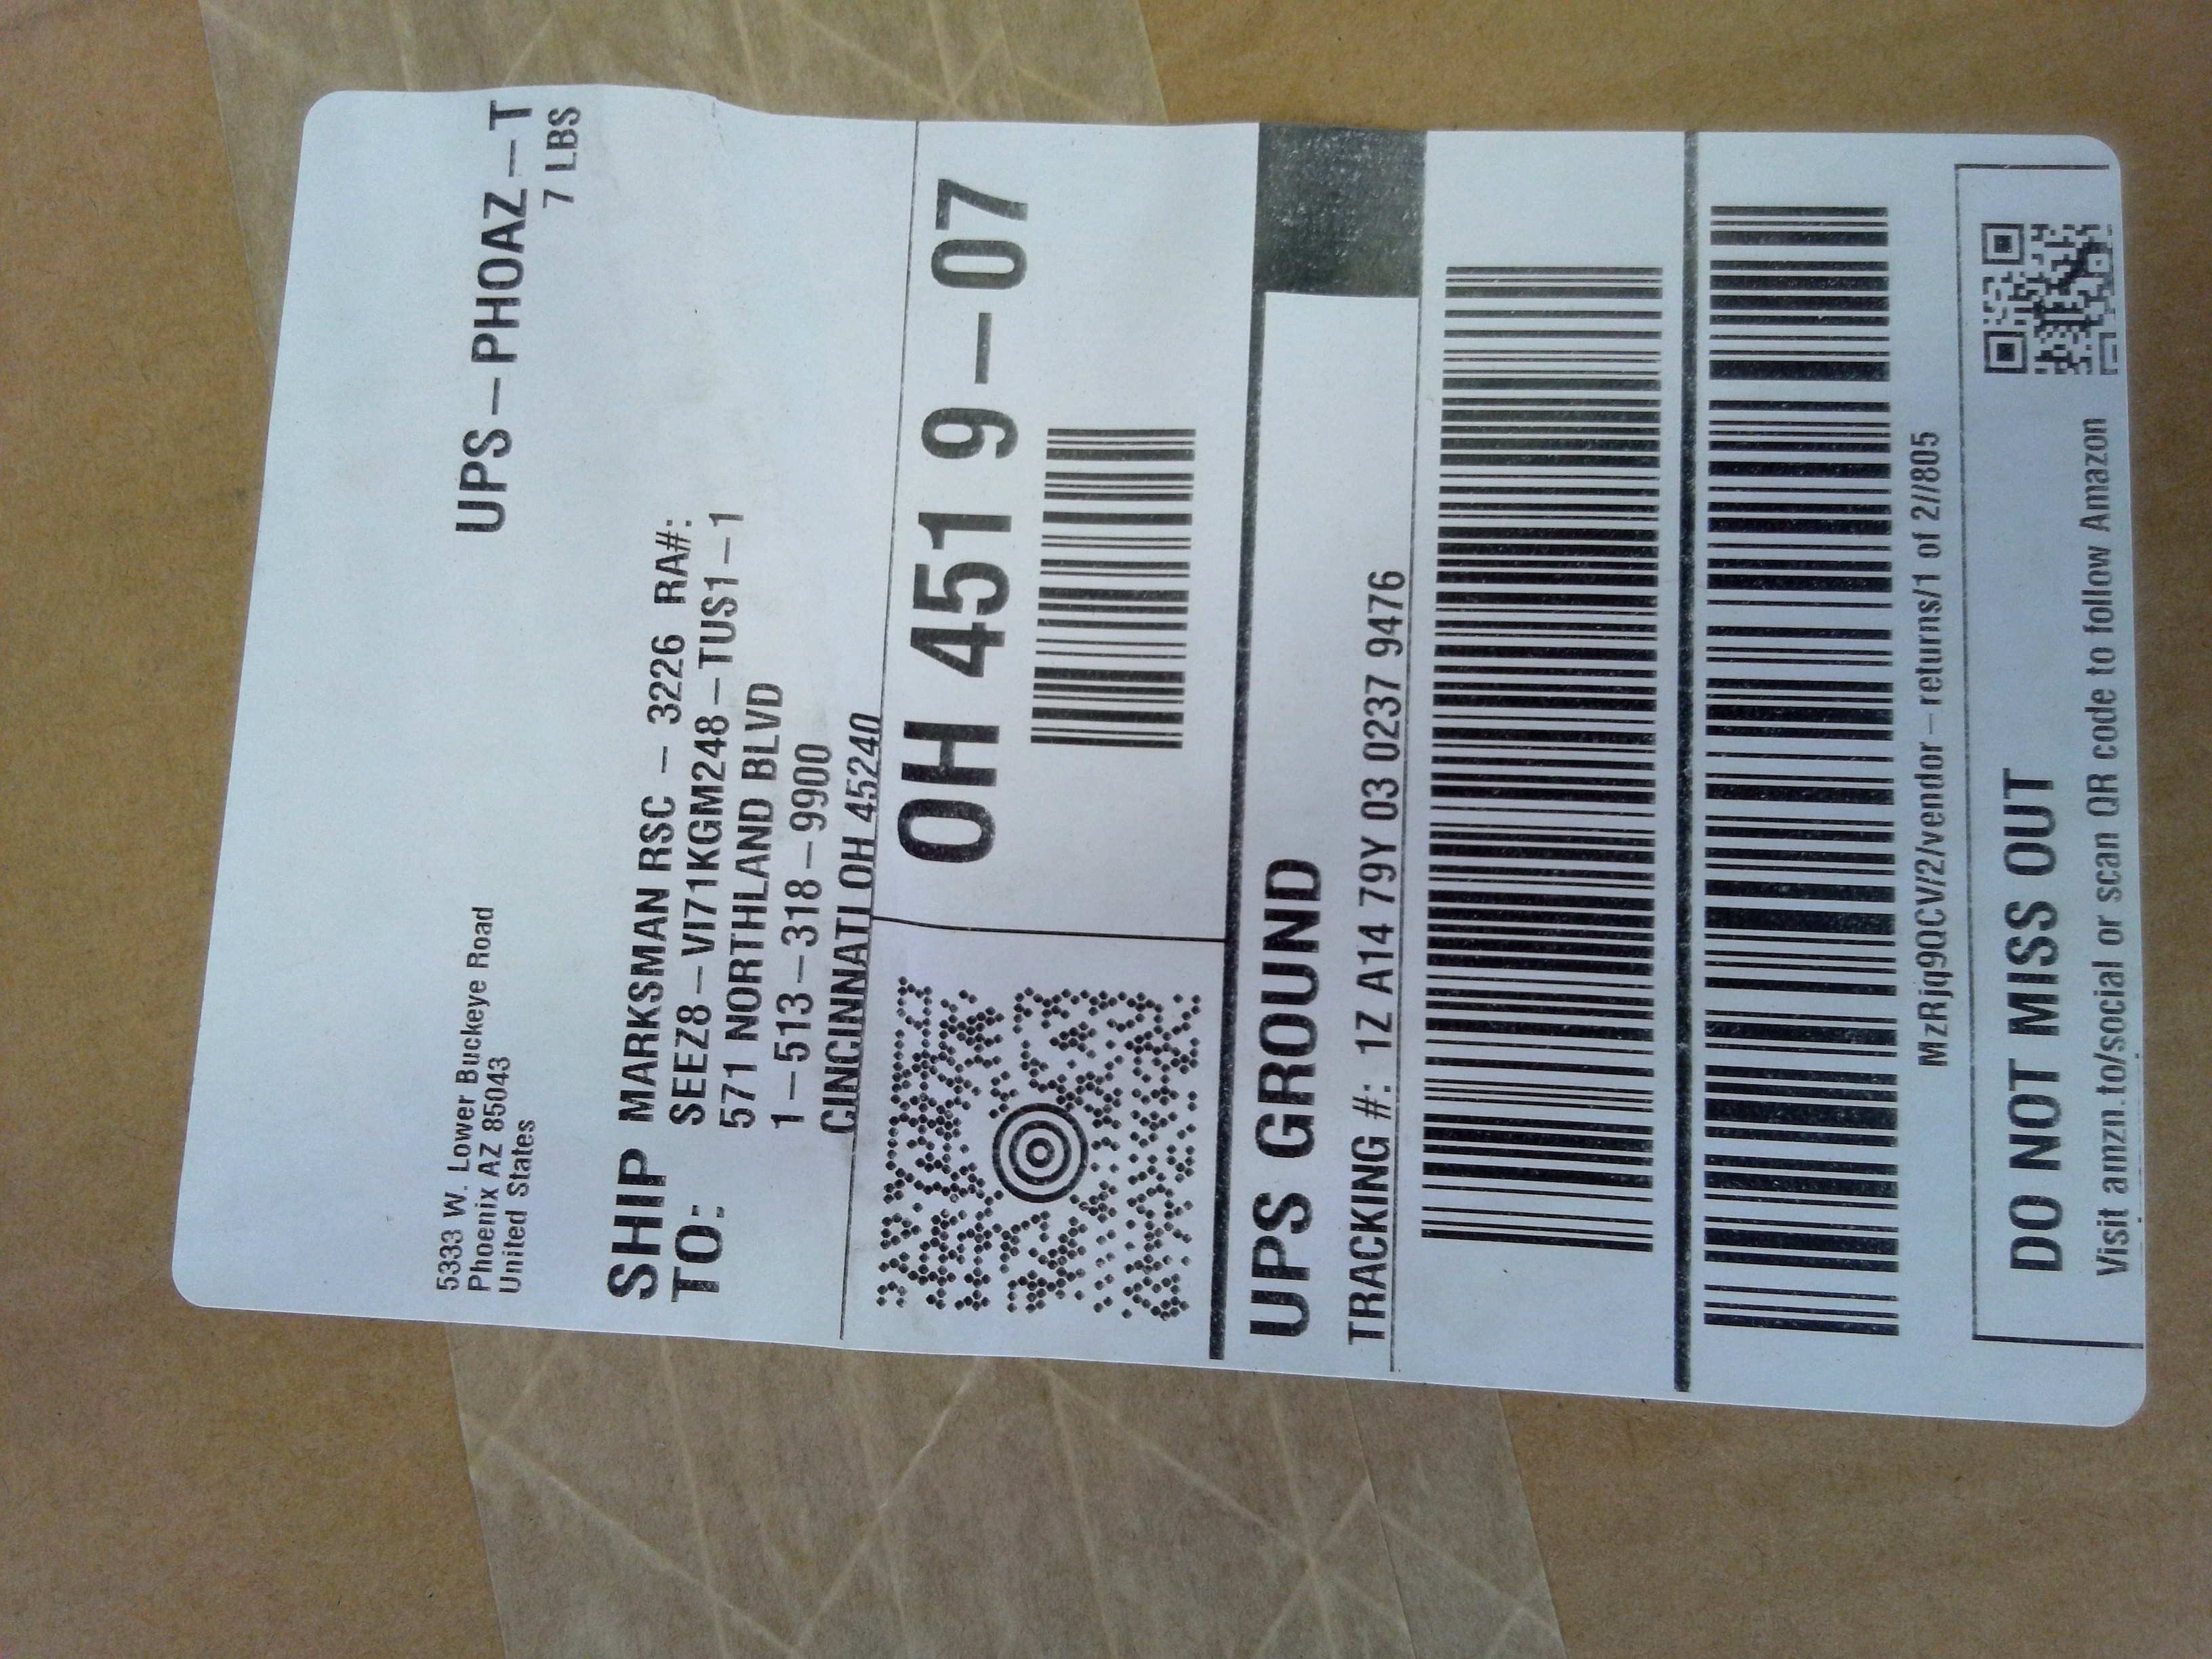 5333 W. Lower Buckeye Road
Phoenix AZ 85043
United States
UPS-PHOAZ-T
7 LBS
SHIP TO:
MARKSMAN RSC - 3226 RA#:
SEEZ8-VI71KGM248-TUS1-1
571 NORTHLAND BLVD
1-513-318-9900
CINCINNATI OH 45240
OH 451 9-07
UPS GROUND
TRACKING #: 1Z A14 79Y 03 0237 9476
MzRjq9QCV/2/vendor-returns/1 of 2//805
DO NOT MISS OUT
Visit amzn.to/social or scan QR code to follow Amazon